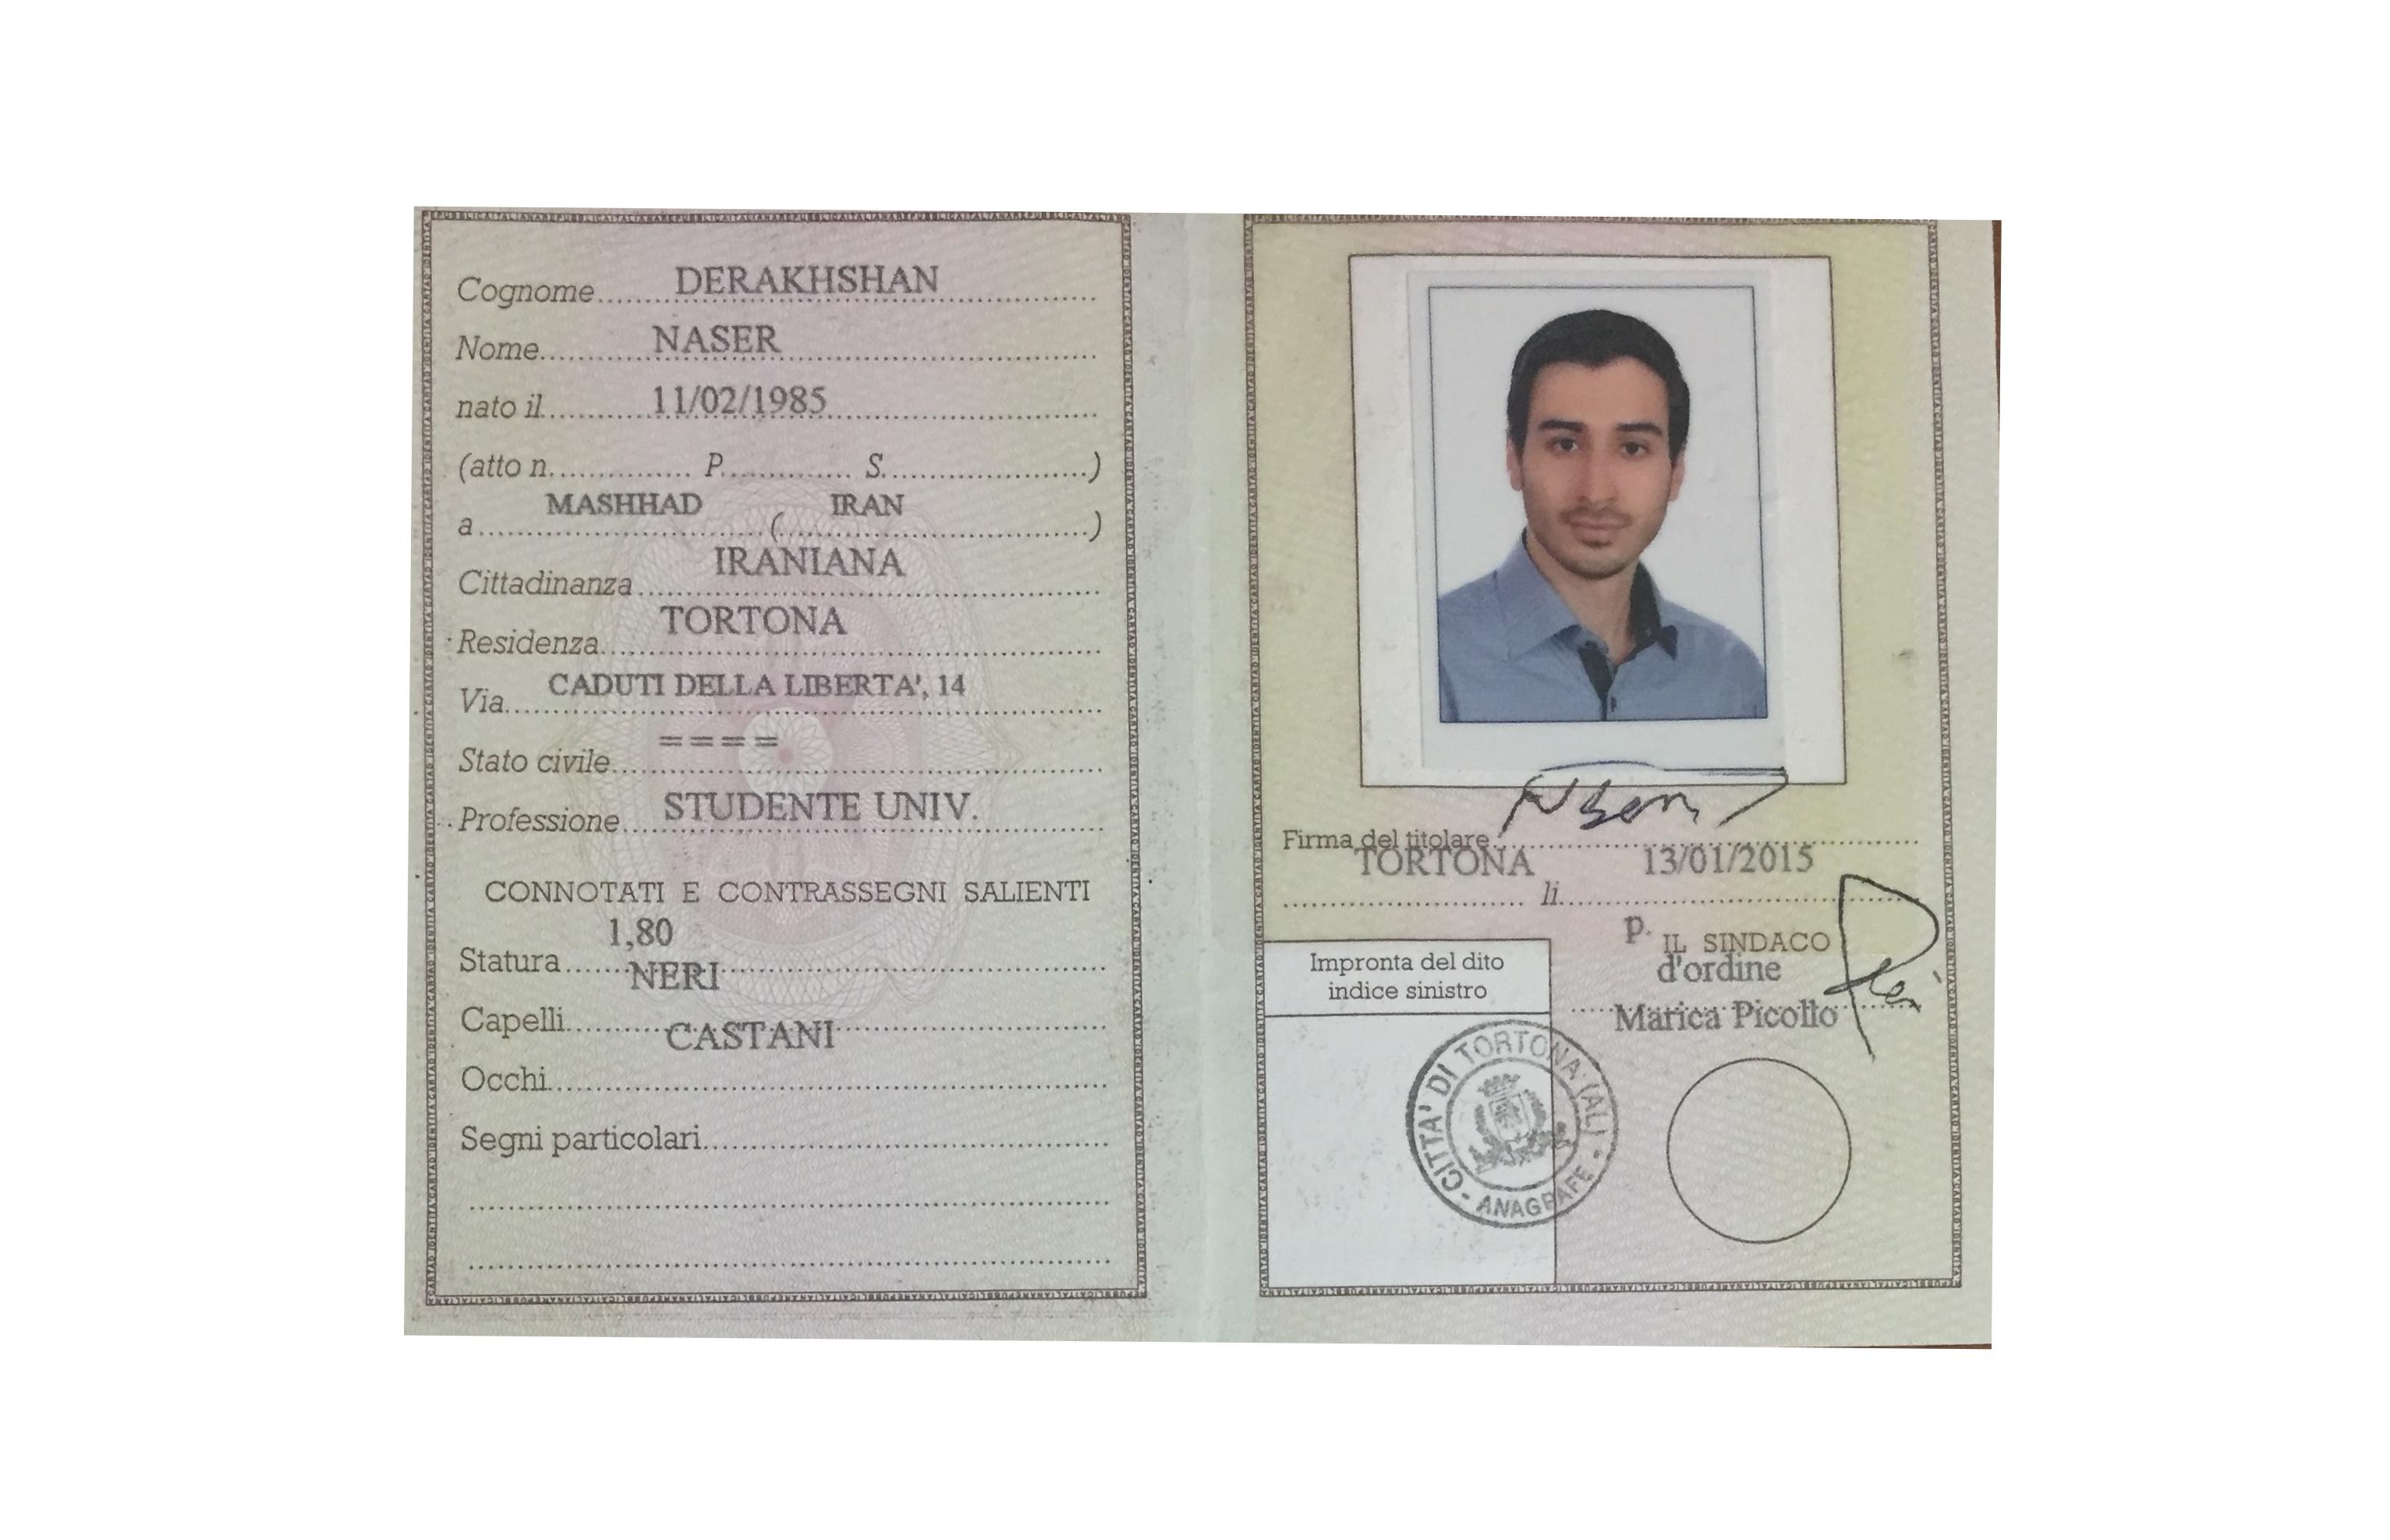 Cognome DERAKHSHAN
Nome NASER
nato il 11/02/1985
(atto n. P. S. )
a MASHHAD ( IRAN )
Cittadinanza IRANIANA
Residenza TORTONA
Via CADUTI DELLA LIBERTA', 14
Stato civile ====
Professione STUDENTE UNIV.
CONNOTATI E CONTRASSEGNI SALIENTI
Statura 1,80
Capelli NERI
Occhi CASTANI
Segni particolari
Firma del titolare
TORTONA li 13/01/2015
p. IL SINDACO
d'ordine
Marica Picollo
Impronta del dito
indice sinistro
CITTA' DI TORTONA (AL)
- ANAGRAFE -